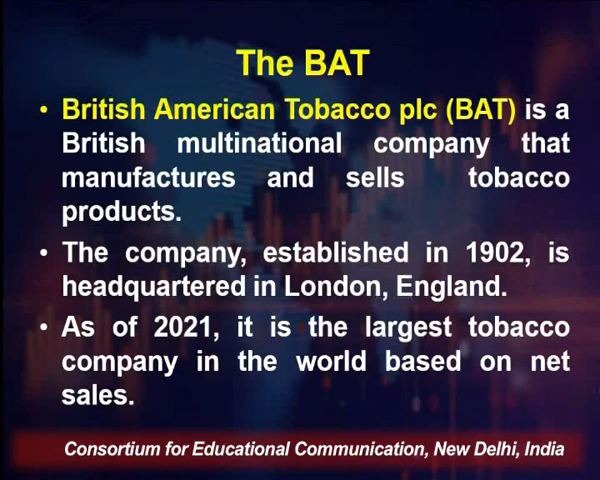 The BAT
• British American Tobacco plc (BAT) is a
British multinational company that
manufactures and sells tobacco
products.
• The company, established in 1902, is
headquartered in London, England.
• As of 2021, it is the largest tobacco
company in the world based on net
sales.
Consortium for Educational Communication, New Delhi, India